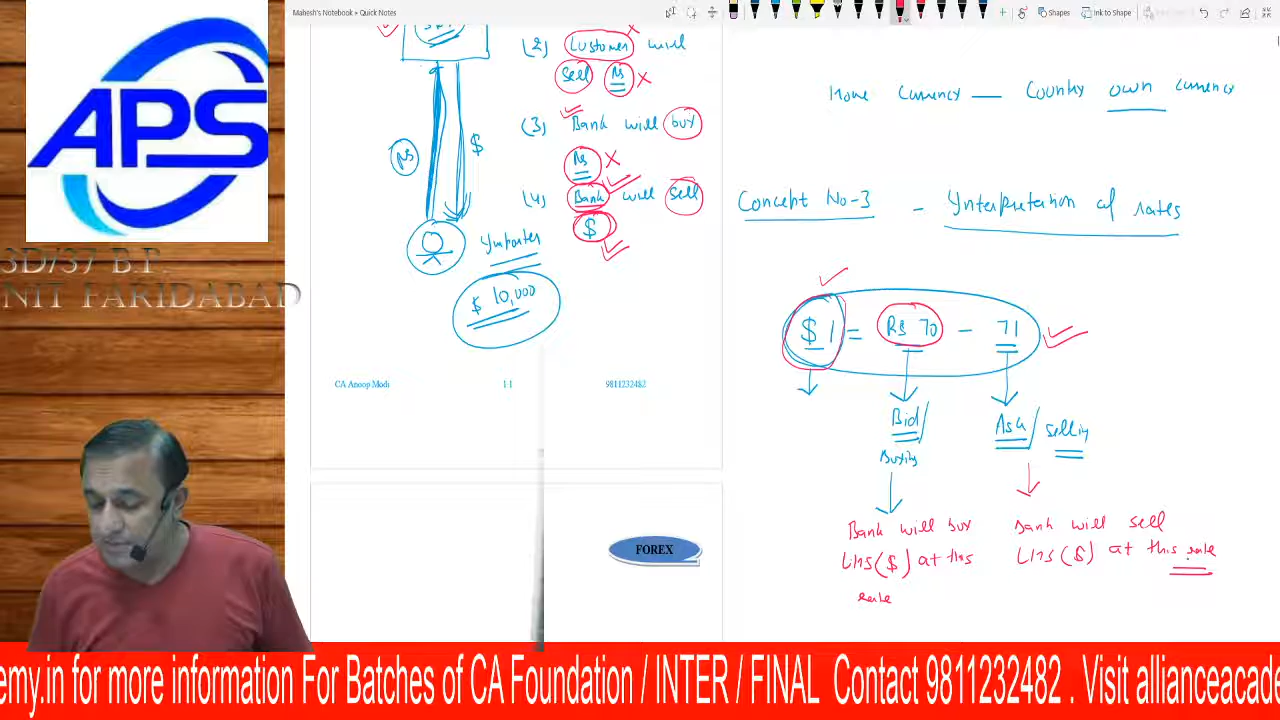 Mahesh's Notebook » Quick Notes
Shapes
Ink to Shape
APS
3D/37 B.P.
NIT FARIDABAD
(2) Customer will
sell Rs ×
(3) Bank will buy
Rs ×
(4) Bank will sell
$
Rs
$
Importer
$ 10,000
CA Anoop Modi 1-1 9811232482
FOREX
Home Currency — Country own currency
Concept No-3 - Interpretation of rates
$ 1 = Rs 70 - 71
Bid/
Buying
Ask/ selling
Bank will buy
LHS($) at this
rate
Bank will sell
LHS($) at this rate
emy.in for more information For Batches of CA Foundation / INTER / FINAL Contact 9811232482 . Visit allianceacade